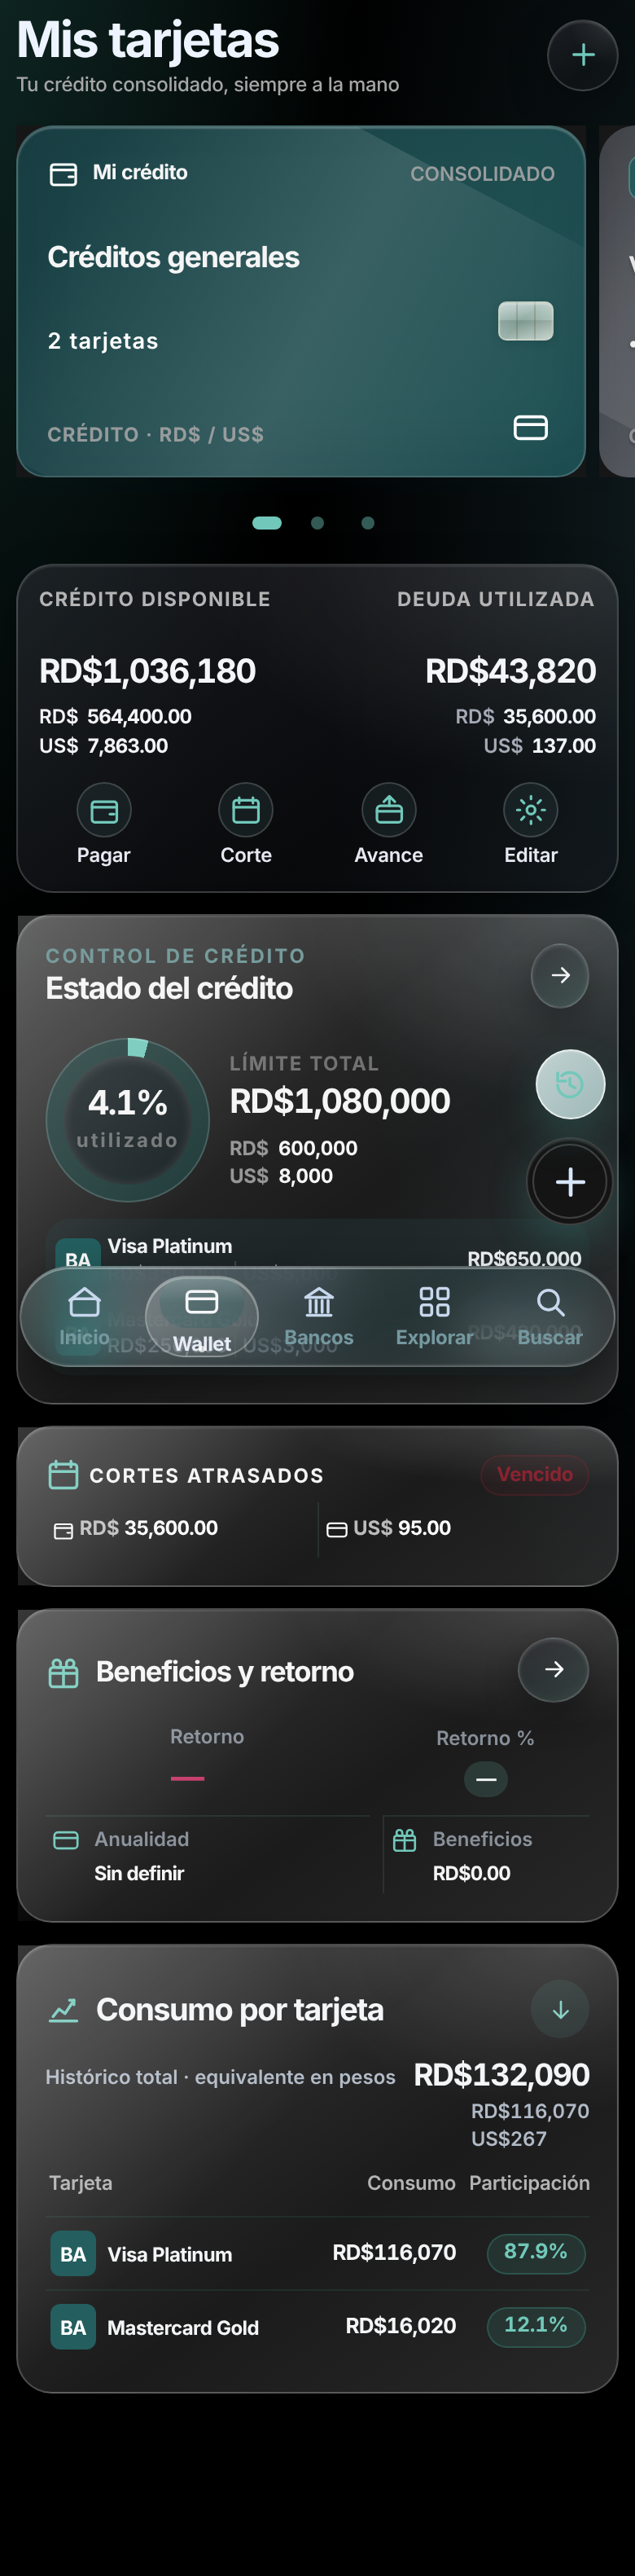 Mis tarjetas
Tu crédito consolidado, siempre a la mano
Mi crédito
CONSOLIDADO
Créditos generales
2 tarjetas
CRÉDITO · RD$ / US$
CRÉDITO DISPONIBLE
DEUDA UTILIZADA
RD$1,036,180
RD$43,820
RD$ 564,400.00
RD$ 35,600.00
US$ 7,863.00
US$ 137.00
Pagar
Corte
Avance
Editar
CONTROL DE CRÉDITO
Estado del crédito
4.1%
utilizado
LÍMITE TOTAL
RD$1,080,000
RD$ 600,000
US$ 8,000
BA
Visa Platinum
RD$650,000
Inicio
Wallet
Bancos
Explorar
Buscar
US$3,000
CORTES ATRASADOS
Vencido
RD$ 35,600.00
US$ 95.00
Beneficios y retorno
Retorno
—
Retorno %
—
Anualidad
Sin definir
Beneficios
RD$0.00
Consumo por tarjeta
Histórico total · equivalente en pesos
RD$132,090
RD$116,070
US$267
Tarjeta
Consumo
Participación
BA
Visa Platinum
RD$116,070
87.9%
BA
Mastercard Gold
RD$16,020
12.1%